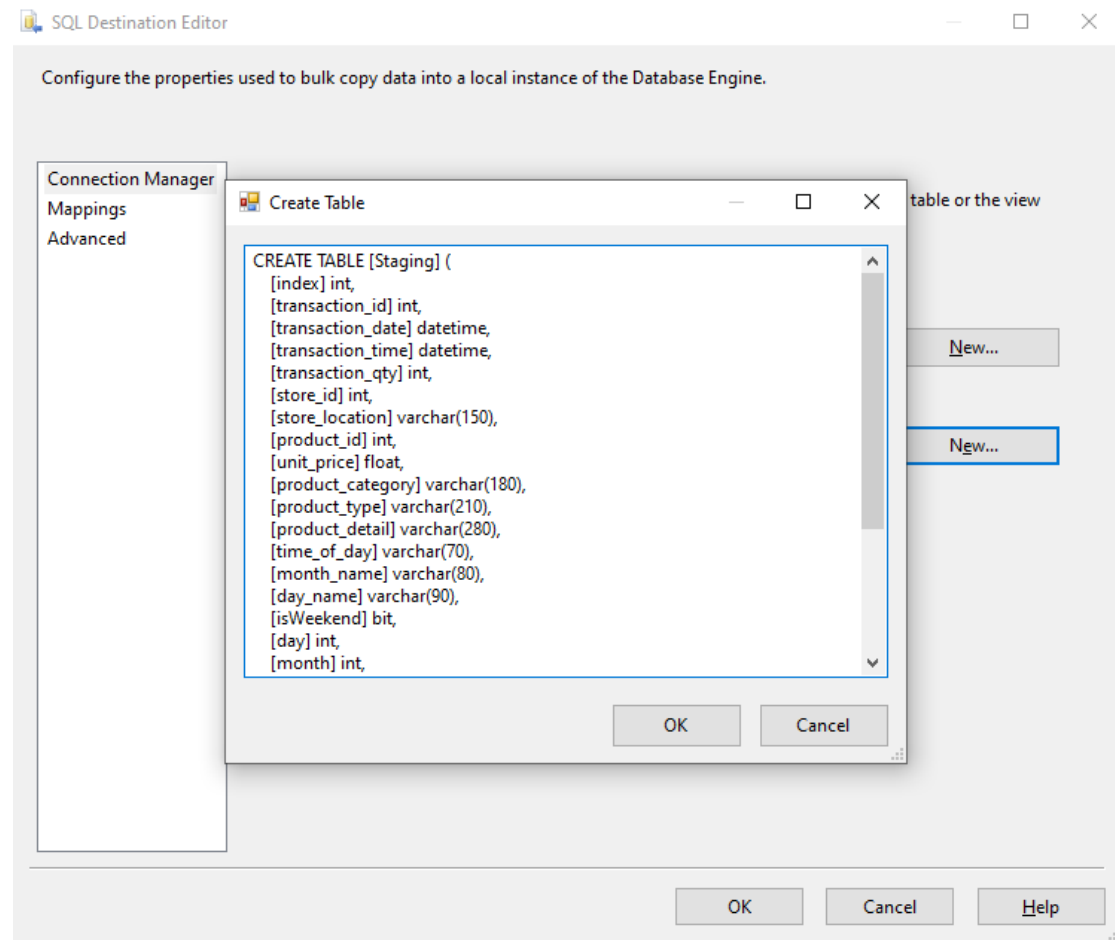 SQL Destination Editor
Configure the properties used to bulk copy data into a local instance of the Database Engine.
Connection Manager
Mappings
Advanced
table or the view
New...
New...
Create Table
CREATE TABLE [Staging] (
[index] int,
[transaction_id] int,
[transaction_date] datetime,
[transaction_time] datetime,
[transaction_qty] int,
[store_id] int,
[store_location] varchar(150),
[product_id] int,
[unit_price] float,
[product_category] varchar(180),
[product_type] varchar(210),
[product_detail] varchar(280),
[time_of_day] varchar(70),
[month_name] varchar(80),
[day_name] varchar(90),
[isWeekend] bit,
[day] int,
[month] int,
OK Cancel
OK Cancel Help